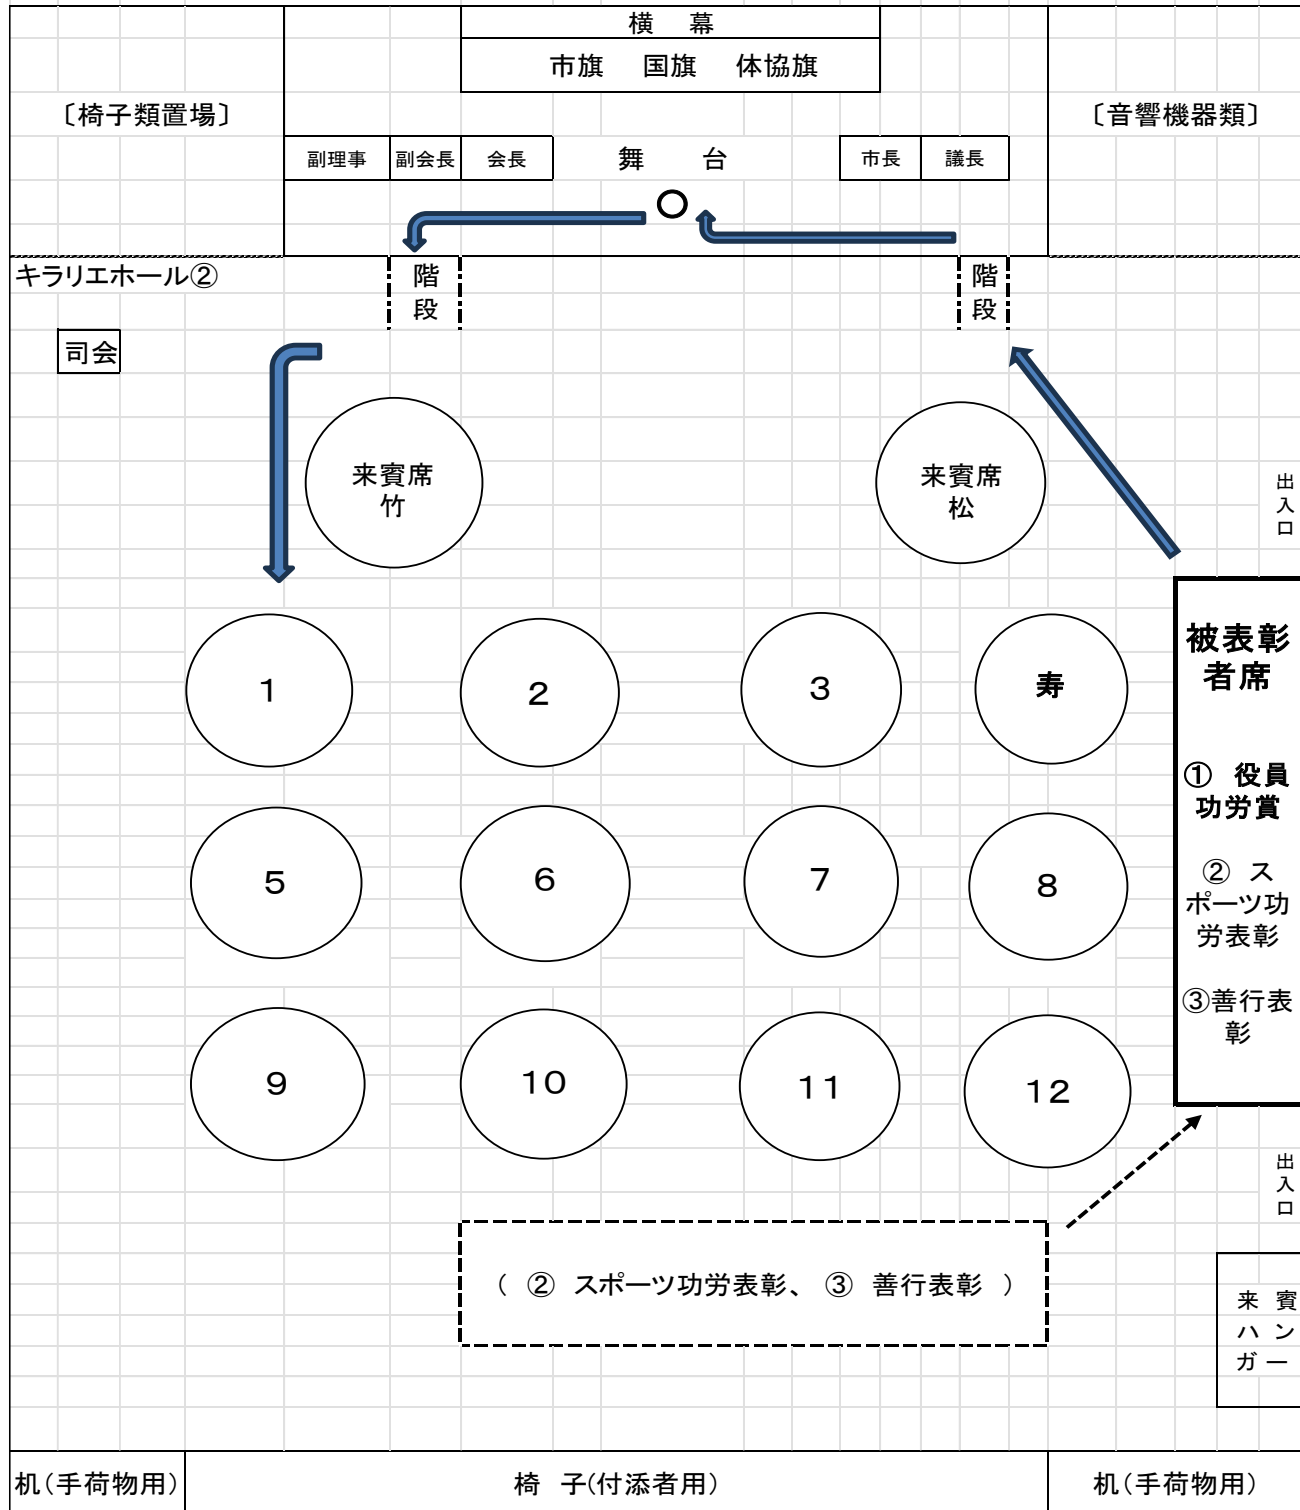 横　幕
市旗　国旗　体協旗
〔椅子類置場〕
〔音響機器類〕
副理事
副会長
会長
舞　台
市長
議長
キラリエホール②
階
段
階
段
司会
来賓席
竹
来賓席
松
出
入
口
被表彰
者席
① 役員
功労賞
② ス
ポーツ功
労表彰
③善行表
彰
1
2
3
寿
5
6
7
8
9
10
11
12
出
入
口
（ ② スポーツ功労表彰、 ③ 善行表彰 ）
来 賓
ハ ン
ガ ー
机(手荷物用)
椅 子(付添者用)
机(手荷物用)